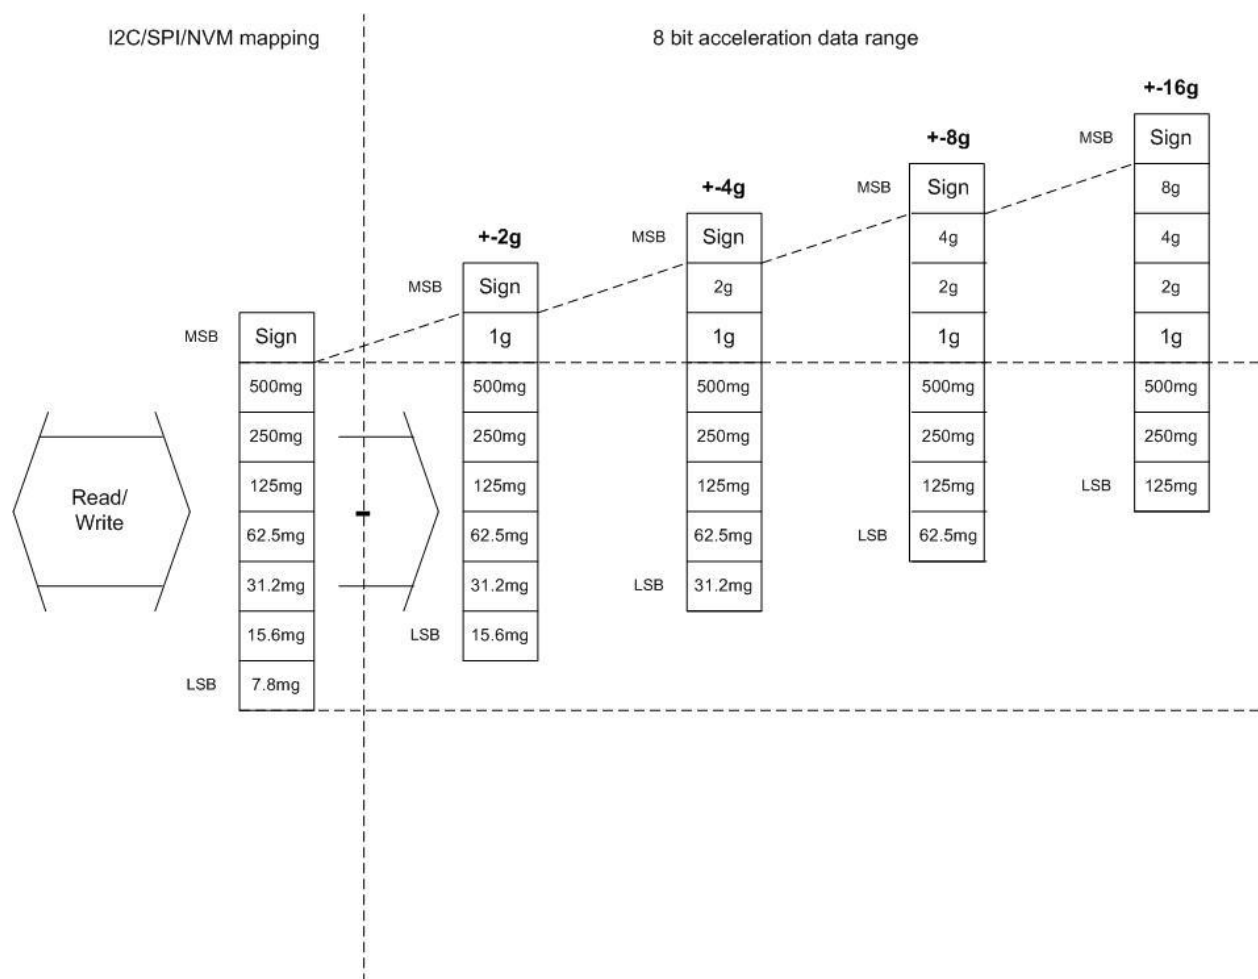 I2C/SPI/NVM mapping
8 bit acceleration data range
MSB
Sign
500mg
250mg
125mg
62.5mg
31.2mg
15.6mg
LSB
7.8mg
Read/
Write
+-2g
MSB
Sign
1g
500mg
250mg
125mg
62.5mg
31.2mg
LSB
15.6mg
+-4g
MSB
Sign
2g
1g
500mg
250mg
125mg
62.5mg
LSB
31.2mg
+-8g
MSB
Sign
4g
2g
1g
500mg
250mg
125mg
LSB
62.5mg
+-16g
MSB
Sign
8g
4g
2g
1g
500mg
250mg
LSB
125mg